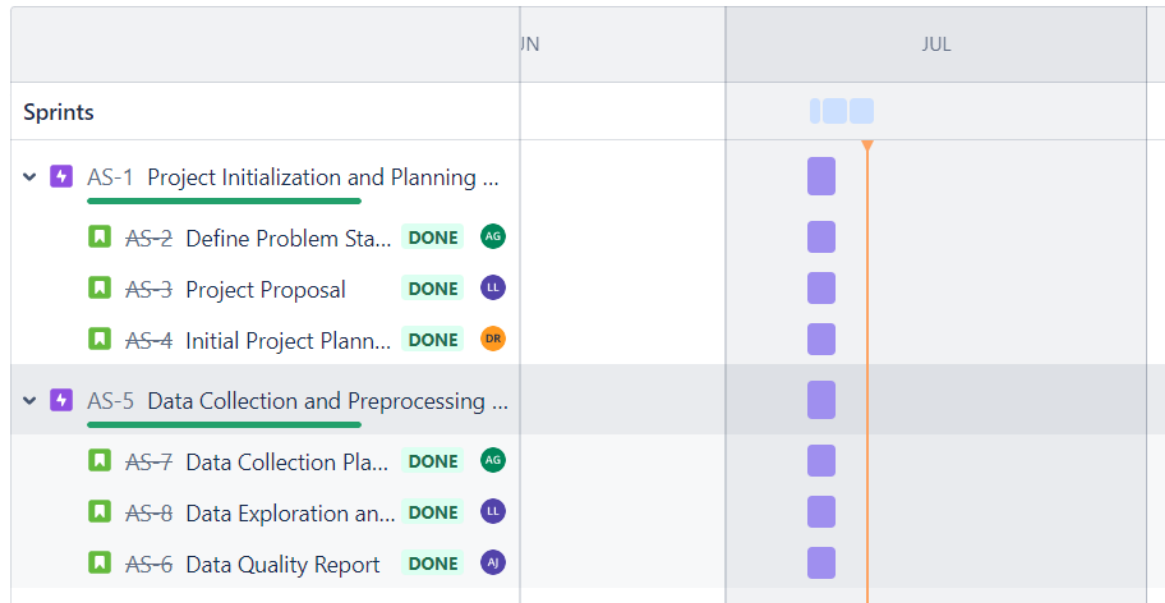 JN JUL
Sprints
AS-1 Project Initialization and Planning ...
AS-2 Define Problem Sta... DONE AG
AS-3 Project Proposal DONE LL
AS-4 Initial Project Plann... DONE DR
AS-5 Data Collection and Preprocessing ...
AS-7 Data Collection Pla... DONE AG
AS-8 Data Exploration an... DONE LL
AS-6 Data Quality Report DONE AJ